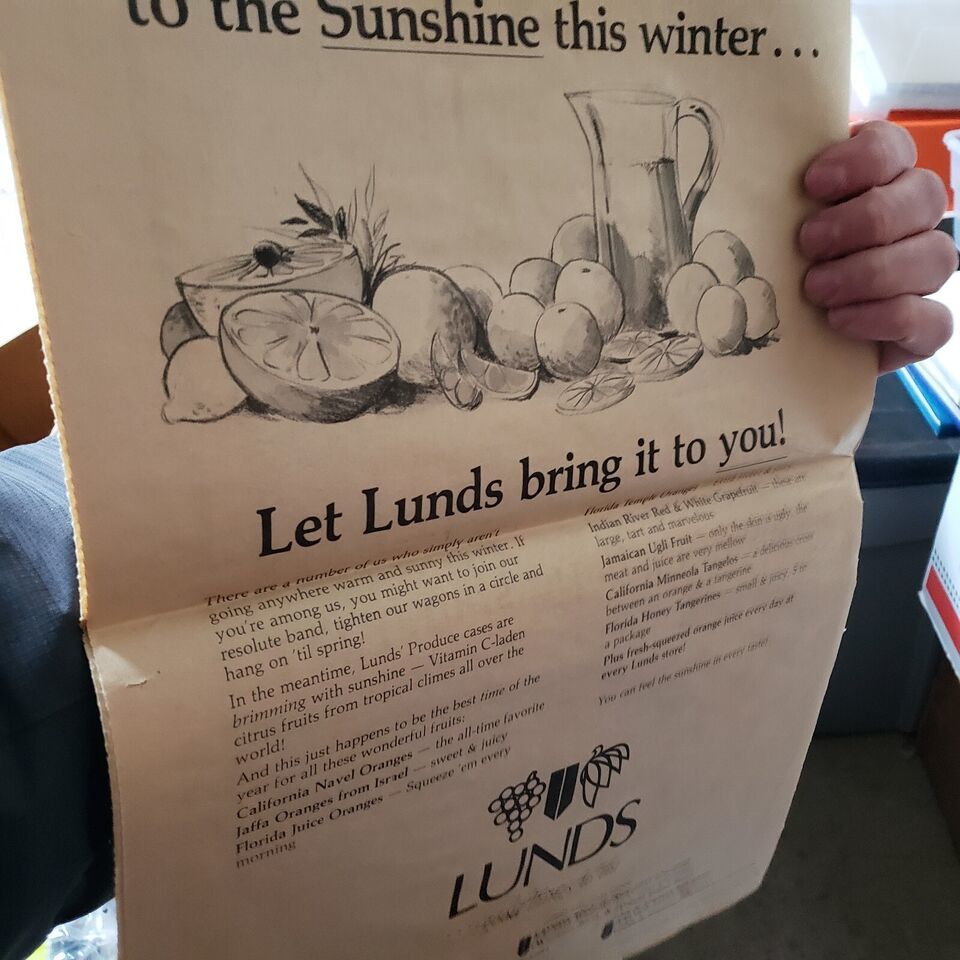 to the Sunshine this winter...
Let Lunds bring it to you!
There are a number of us who simply aren't
going anywhere warm and sunny this winter. If
you're among us, you might want to join our
resolute band, tighten our wagons in a circle and
hang on 'til spring!
In the meantime, Lunds' Produce cases are
brimming with sunshine — Vitamin C-laden
citrus fruits from tropical climes all over the
world!
And this just happens to be the best time of the
year for all these wonderful fruits:
California Navel Oranges — the all-time favorite
Jaffa Oranges from Israel — sweet & juicy
Florida Juice Oranges — Squeeze 'em every
morning
Florida Temple Oranges —
Indian River Red & White Grapefruit — these are
large, tart and marvelous
Jamaican Ugli Fruit — only the skin is ugly, the
meat and juice are very mellow
California Minneola Tangelos — a delicious cross
between an orange & a tangerine
Florida Honey Tangerines — small & juicy, 5 to
a package
Plus fresh-squeezed orange juice every day at
every Lunds store!
You can feel the sunshine in every taste!
LUNDS